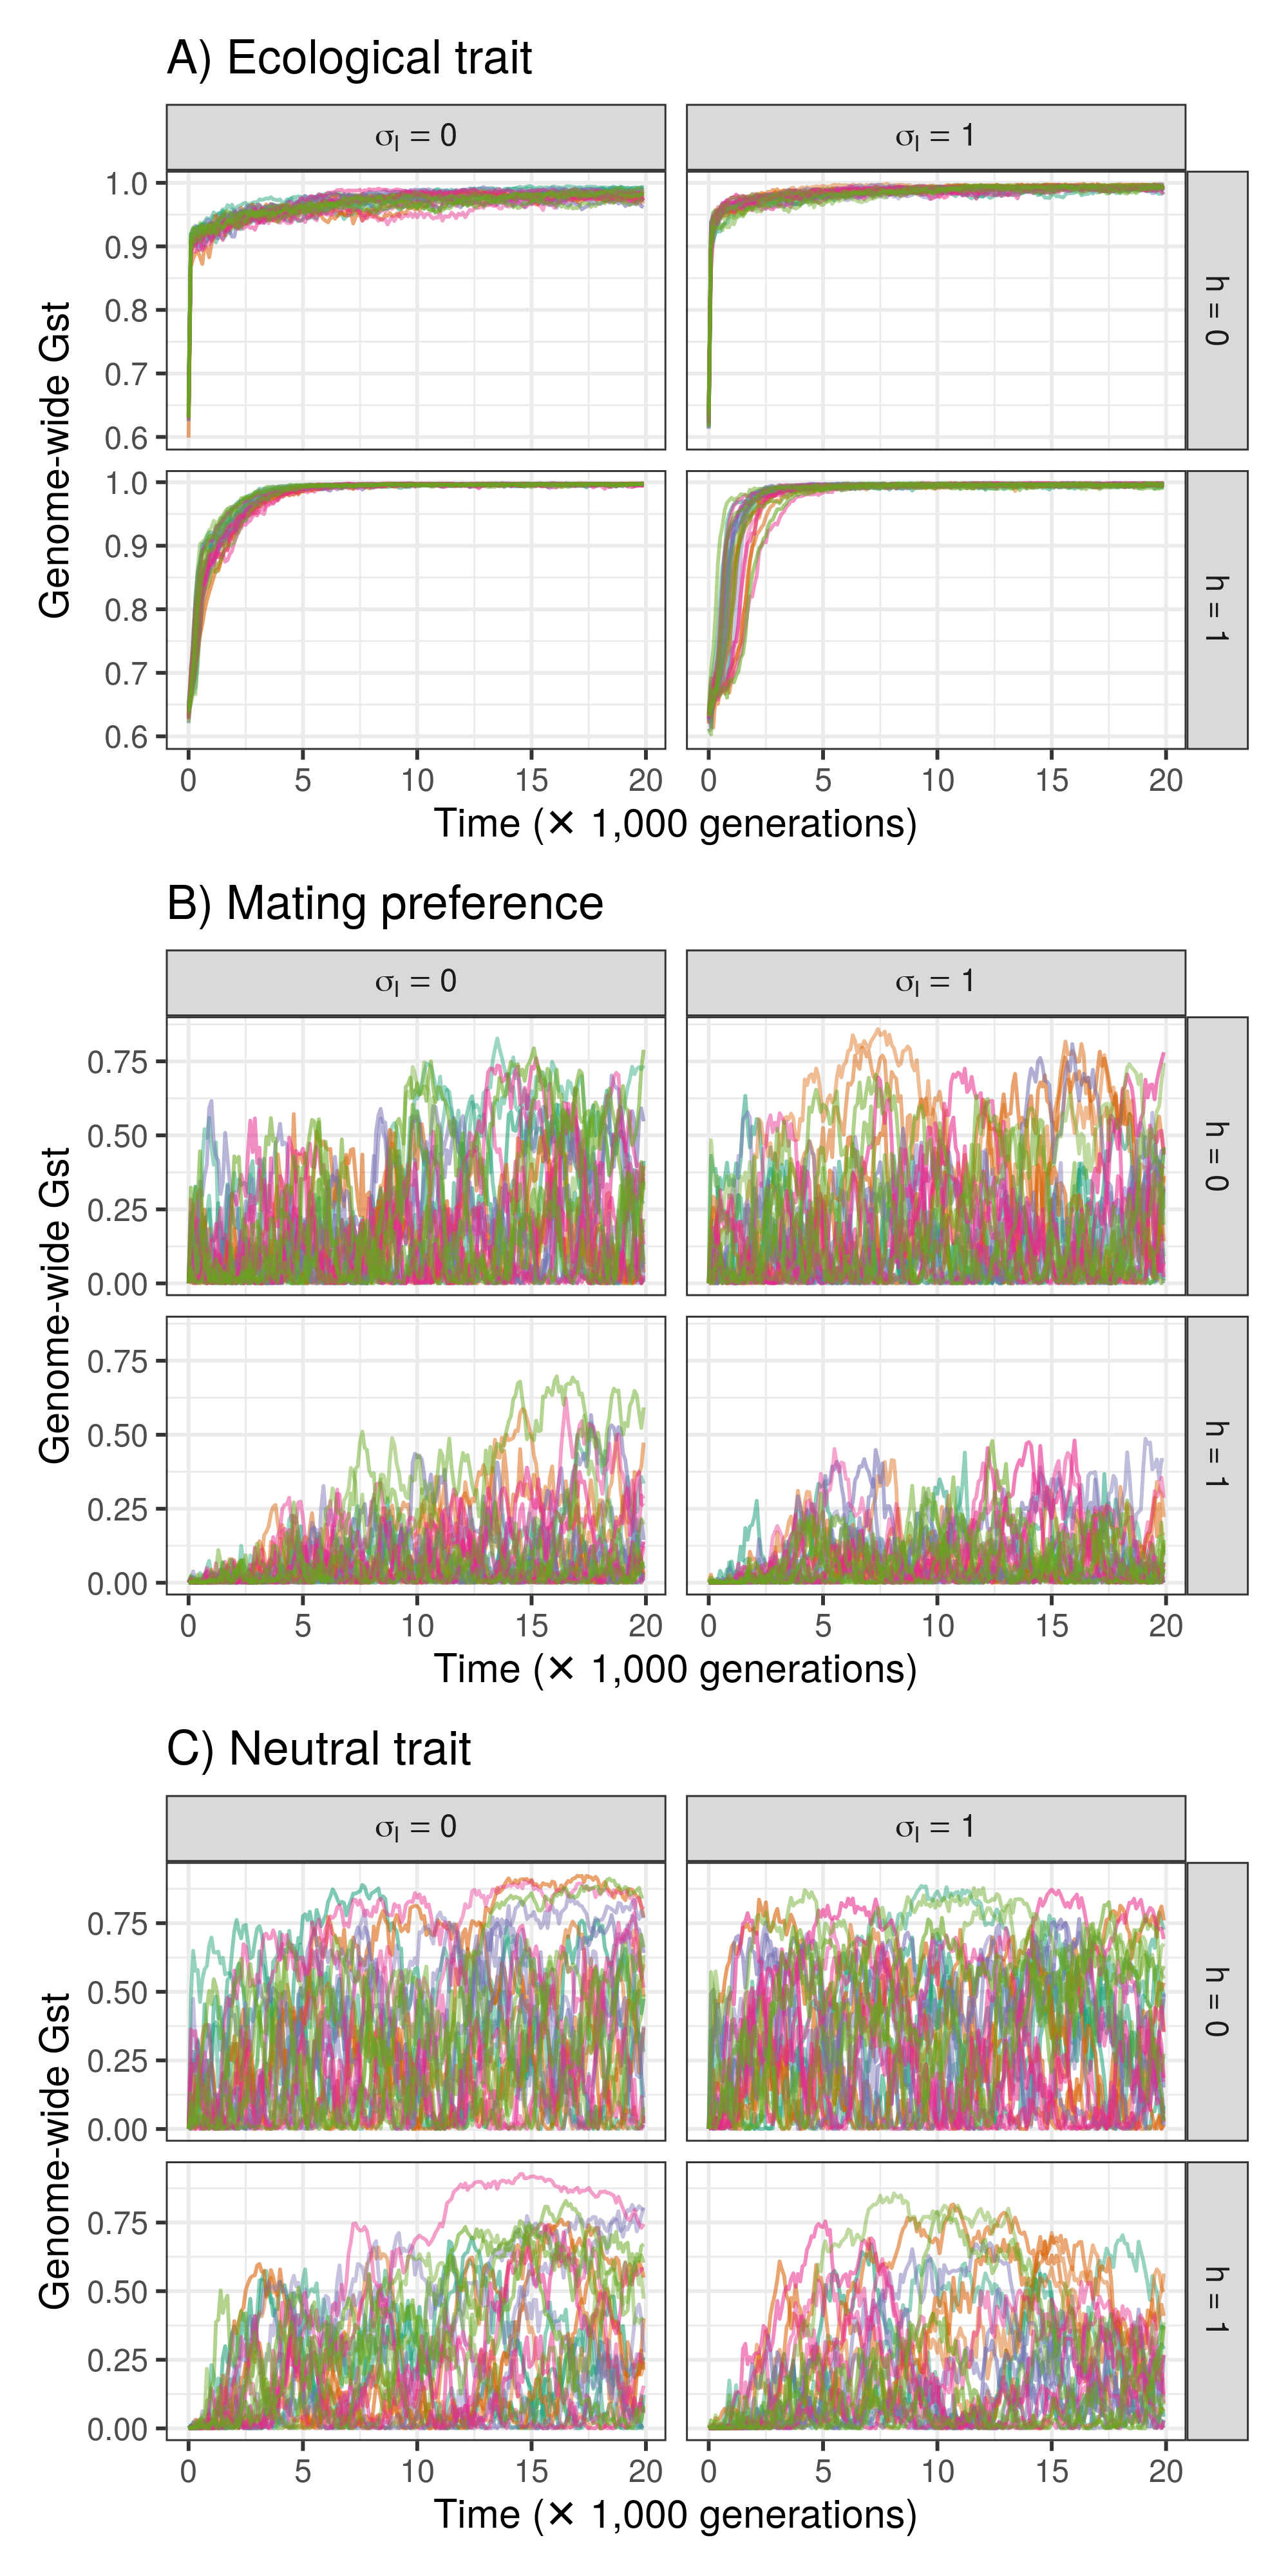 A) Ecological trait
σI = 0 σI = 1
1.0
0.9
0.8
0.7
0.6
h = 0
1.0
0.9
0.8
0.7
0.6
h = 1
Genome-wide Gst
0 5 10 15 20 0 5 10 15 20
Time (✕ 1,000 generations)
B) Mating preference
σI = 0 σI = 1
0.75
0.50
0.25
0.00
h = 0
0.75
0.50
0.25
0.00
h = 1
Genome-wide Gst
0 5 10 15 20 0 5 10 15 20
Time (✕ 1,000 generations)
C) Neutral trait
σI = 0 σI = 1
0.75
0.50
0.25
0.00
h = 0
0.75
0.50
0.25
0.00
h = 1
Genome-wide Gst
0 5 10 15 20 0 5 10 15 20
Time (✕ 1,000 generations)